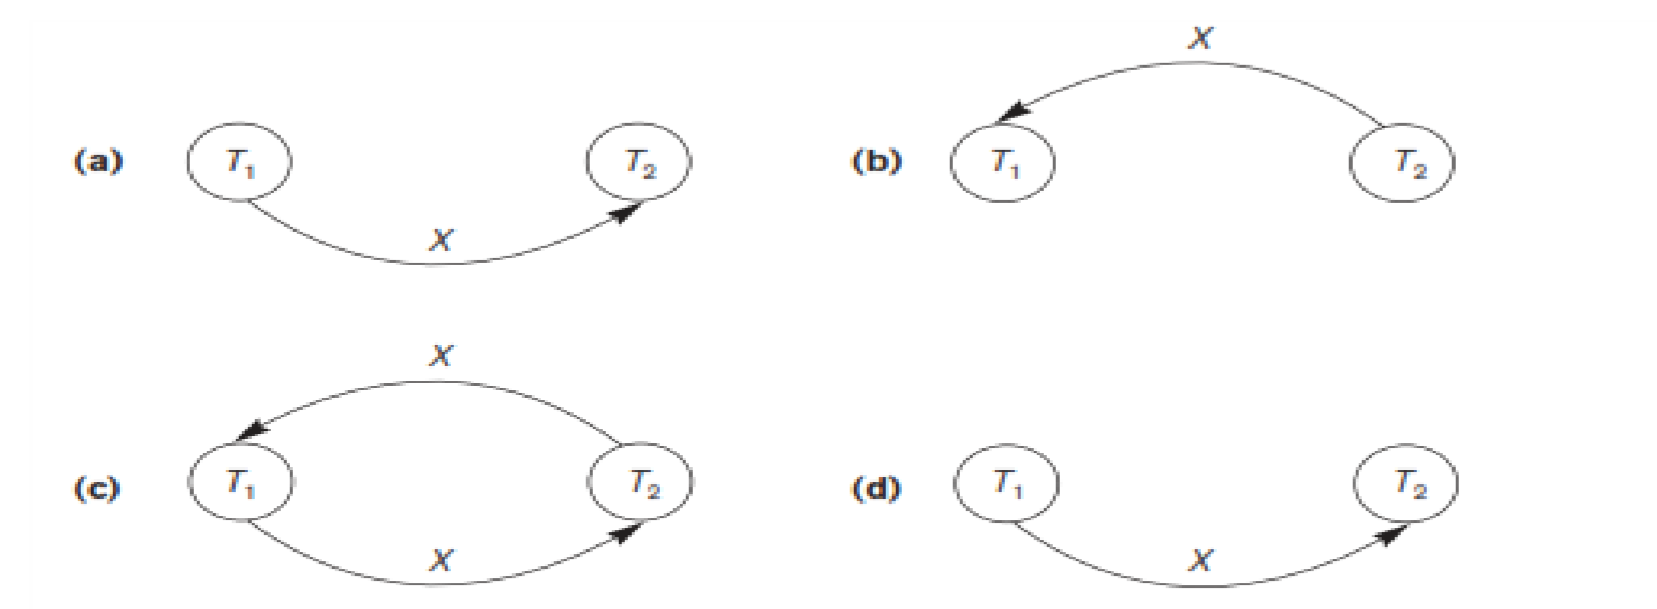 X
(a) T₁ T₂ (b) T₁ T₂
X
X
(c) T₁ T₂ (d) T₁ T₂
X X